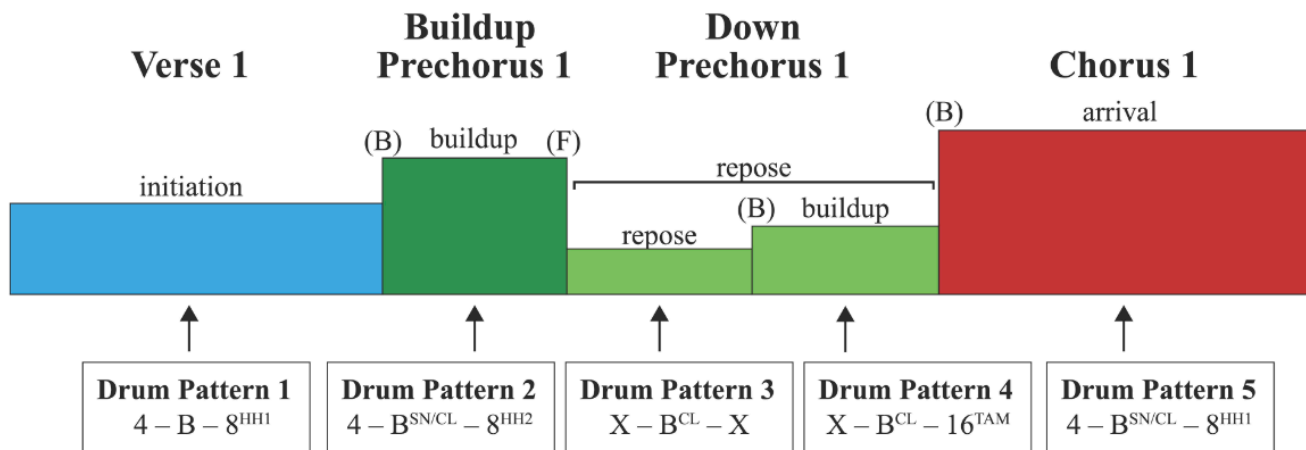 Verse 1
Buildup
Prechorus 1
Down
Prechorus 1
Chorus 1
initiation
(B)
buildup
(F)
repose
repose
(B)
buildup
(B)
arrival
Drum Pattern 1
4 – B – 8HH1
Drum Pattern 2
4 – BSN/CL – 8HH2
Drum Pattern 3
X – BCL – X
Drum Pattern 4
X – BCL – 16TAM
Drum Pattern 5
4 – BSN/CL – 8HH1